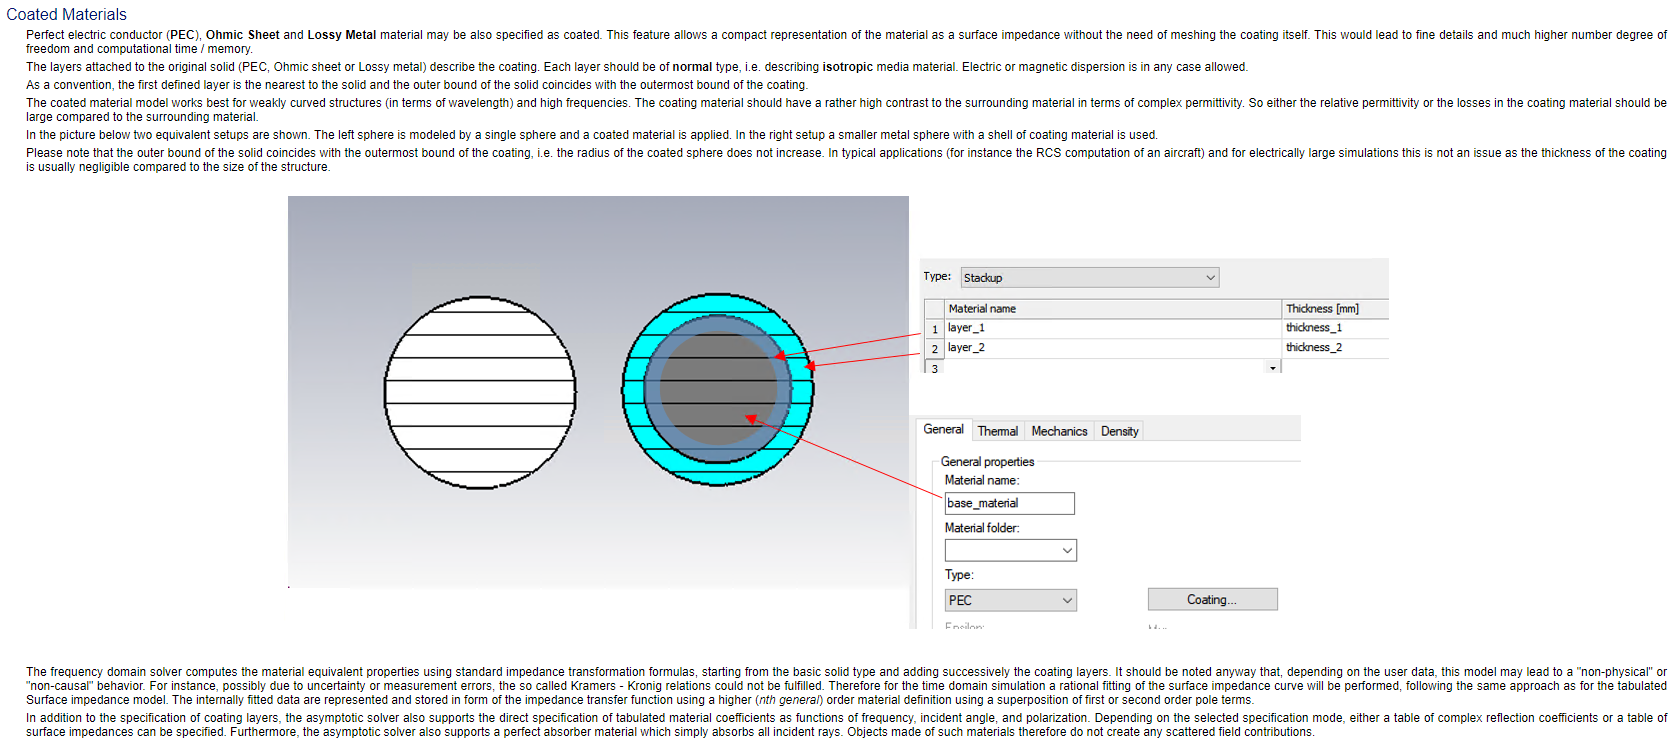 Coated Materials
Perfect electric conductor (PEC), Ohmic Sheet and Lossy Metal material may be also specified as coated. This feature allows a compact representation of the material as a surface impedance without the need of meshing the coating itself. This would lead to fine details and much higher number degree of
freedom and computational time / memory.
The layers attached to the original solid (PEC, Ohmic sheet or Lossy metal) describe the coating. Each layer should be of normal type, i.e. describing isotropic media material. Electric or magnetic dispersion is in any case allowed.
As a convention, the first defined layer is the nearest to the solid and the outer bound of the solid coincides with the outermost bound of the coating.
The coated material model works best for weakly curved structures (in terms of wavelength) and high frequencies. The coating material should have a rather high contrast to the surrounding material in terms of complex permittivity. So either the relative permittivity or the losses in the coating material should be
large compared to the surrounding material.
In the picture below two equivalent setups are shown. The left sphere is modeled by a single sphere and a coated material is applied. In the right setup a smaller metal sphere with a shell of coating material is used.
Please note that the outer bound of the solid coincides with the outermost bound of the coating, i.e. the radius of the coated sphere does not increase. In typical applications (for instance the RCS computation of an aircraft) and for electrically large simulations this is not an issue as the thickness of the coating
is usually negligible compared to the size of the structure.
Type: Stackup
Material name Thickness [mm]
1 layer_1 thickness_1
2 layer_2 thickness_2
3
General Thermal Mechanics Density
General properties
Material name:
base_material
Material folder:
Type:
PEC Coating...
Epsilon:
The frequency domain solver computes the material equivalent properties using standard impedance transformation formulas, starting from the basic solid type and adding successively the coating layers. It should be noted anyway that, depending on the user data, this model may lead to a "non-physical" or
"non-causal" behavior. For instance, possibly due to uncertainty or measurement errors, the so called Kramers - Kronig relations could not be fulfilled. Therefore for the time domain simulation a rational fitting of the surface impedance curve will be performed, following the same approach as for the tabulated
Surface impedance model. The internally fitted data are represented and stored in form of the impedance transfer function using a higher (nth general) order material definition using a superposition of first or second order pole terms.
In addition to the specification of coating layers, the asymptotic solver also supports the direct specification of tabulated material coefficients as functions of frequency, incident angle, and polarization. Depending on the selected specification mode, either a table of complex reflection coefficients or a table of
surface impedances can be specified. Furthermore, the asymptotic solver also supports a perfect absorber material which simply absorbs all incident rays. Objects made of such materials therefore do not create any scattered field contributions.